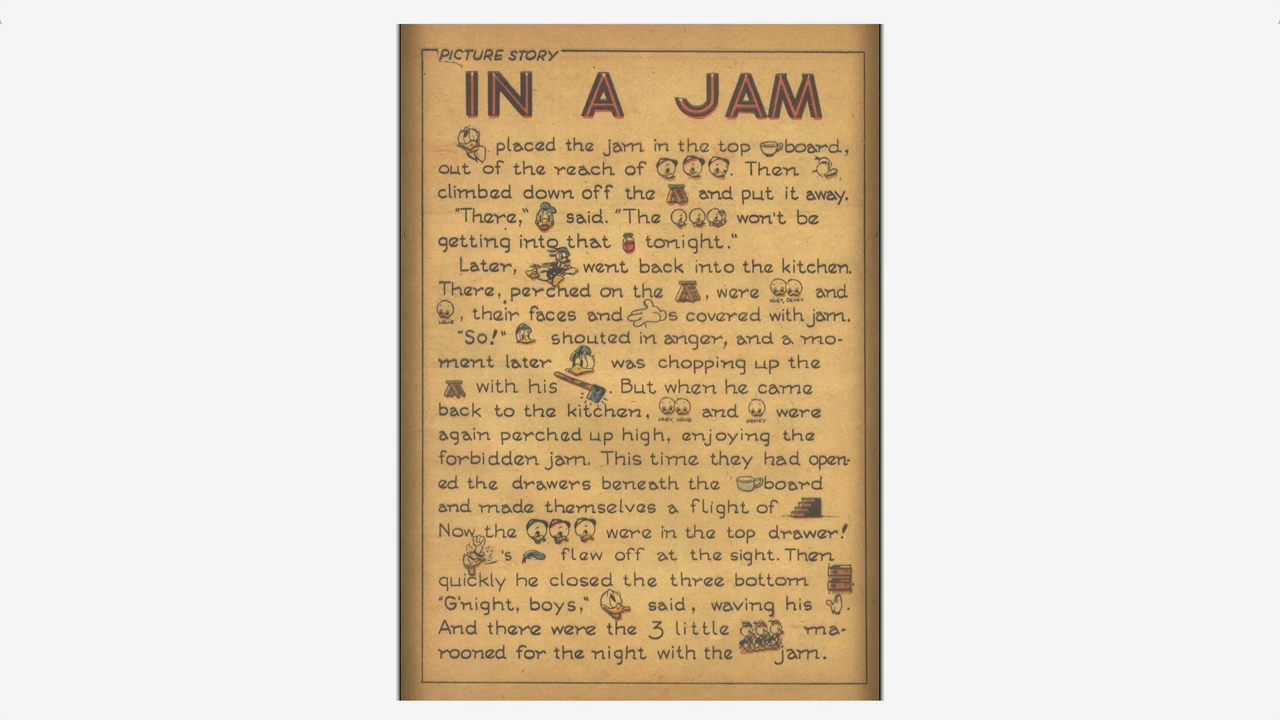 PICTURE STORY
IN A JAM
placed the jam in the top board,
out of the reach of . Then
climbed down off the and put it away.
"There," said. "The won't be
getting into that tonight."
Later, went back into the kitchen.
There, perched on the , were and
HUEY, DEWEY
, their faces and s covered with jam.
LOUIE
"So!" shouted in anger, and a mo-
ment later was chopping up the
with his . But when he came
back to the kitchen, and were
HUEY, LOUIE DEWEY
again perched up high, enjoying the
forbidden jam. This time they had open-
ed the drawers beneath the board
and made themselves a flight of
Now the were in the top drawer!
's flew off at the sight. Then
quickly he closed the three bottom
"G'night, boys," said, waving his .
And there were the 3 little ma-
rooned for the night with the jam.